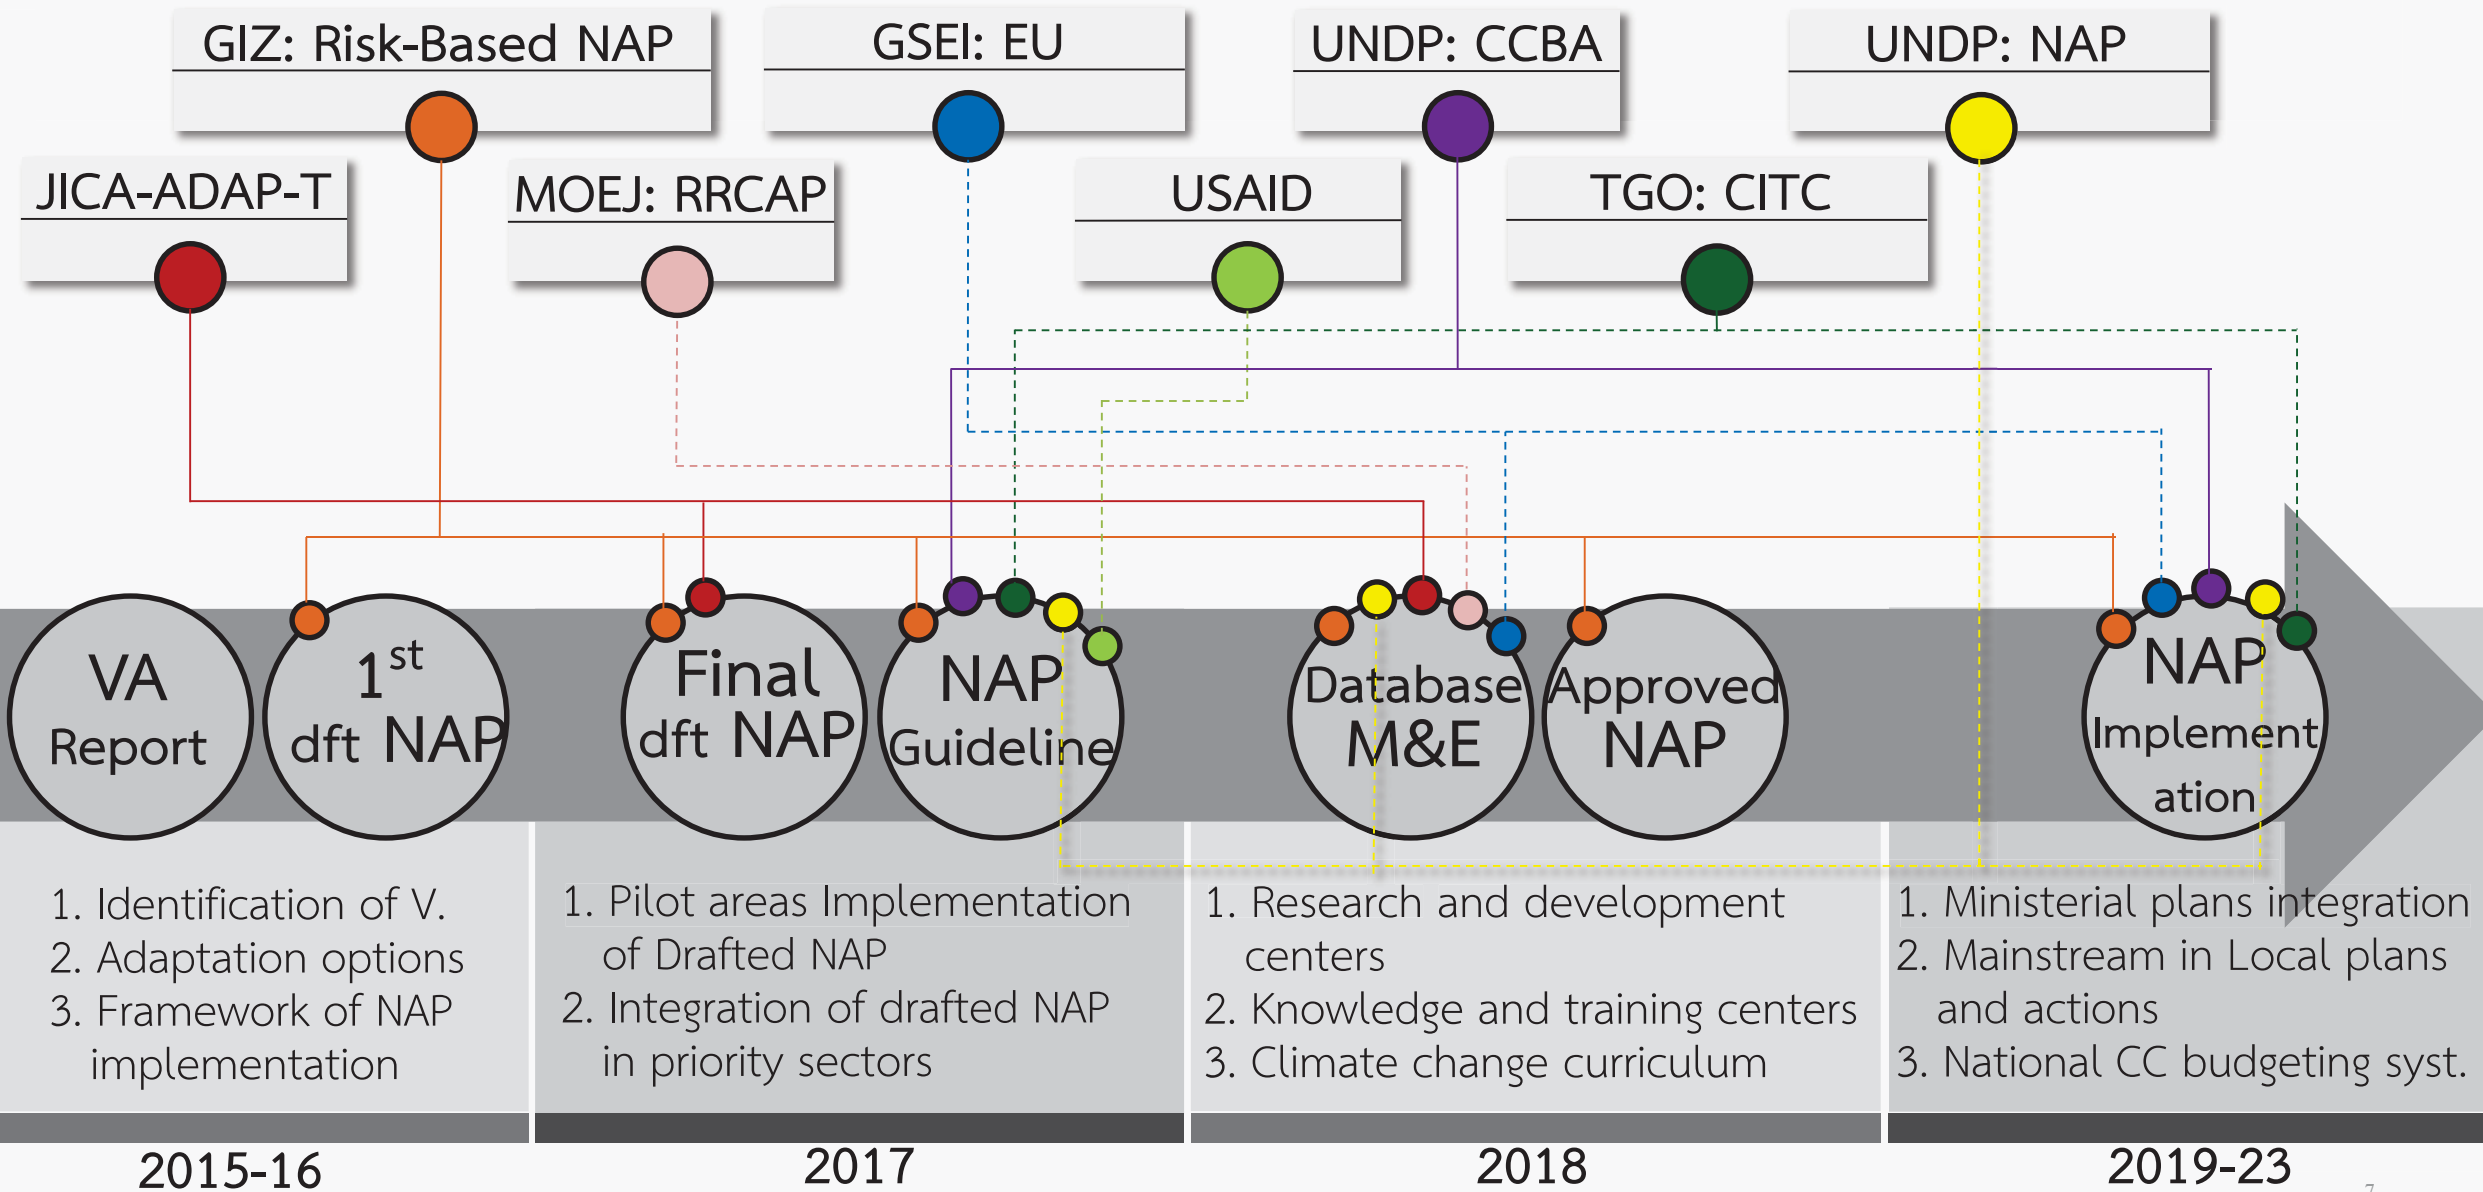 GIZ: Risk-Based NAP
GSEI: EU
UNDP: CCBA
UNDP: NAP
JICA-ADAP-T
MOEJ: RRCAP
USAID
TGO: CITC
VA
Report
1st
dft NAP
Final
dft NAP
NAP
Guideline
Database
M&E
Approved
NAP
NAP
Implement
ation
1. Identification of V.
2. Adaptation options
3. Framework of NAP
implementation
1. Pilot areas Implementation
of Drafted NAP
2. Integration of drafted NAP
in priority sectors
1. Research and development
centers
2. Knowledge and training centers
3. Climate change curriculum
1. Ministerial plans integration
2. Mainstream in Local plans
and actions
3. National CC budgeting syst.
2015-16
2017
2018
2019-23
7